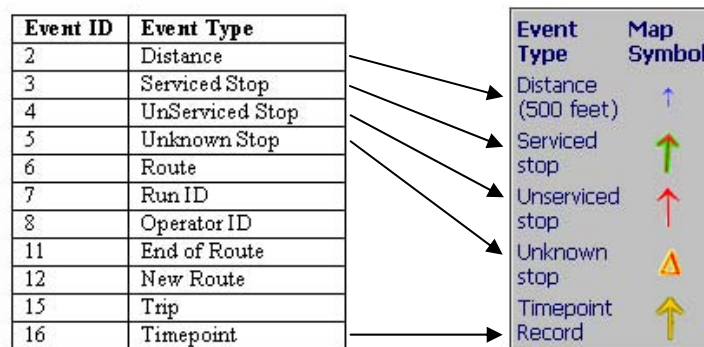 Event ID Event Type
2 Distance
3 Serviced Stop
4 UnServiced Stop
5 Unknown Stop
6 Route
7 Run ID
8 Operator ID
11 End of Route
12 New Route
15 Trip
16 Timepoint
Event Map
Type Symbol
Distance
(500 feet)
Serviced
stop
Unserviced
stop
Unknown
stop
Timepoint
Record